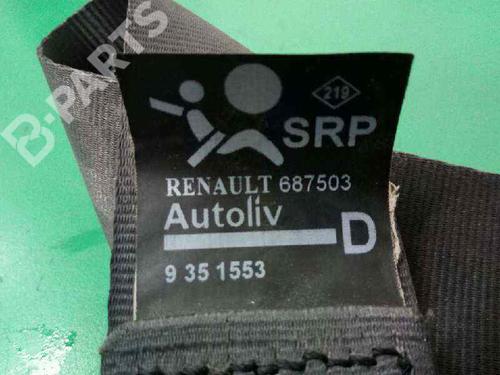 B-PARTS
219
SRP
RENAULT 687503
Autoliv
D
9 35 1553